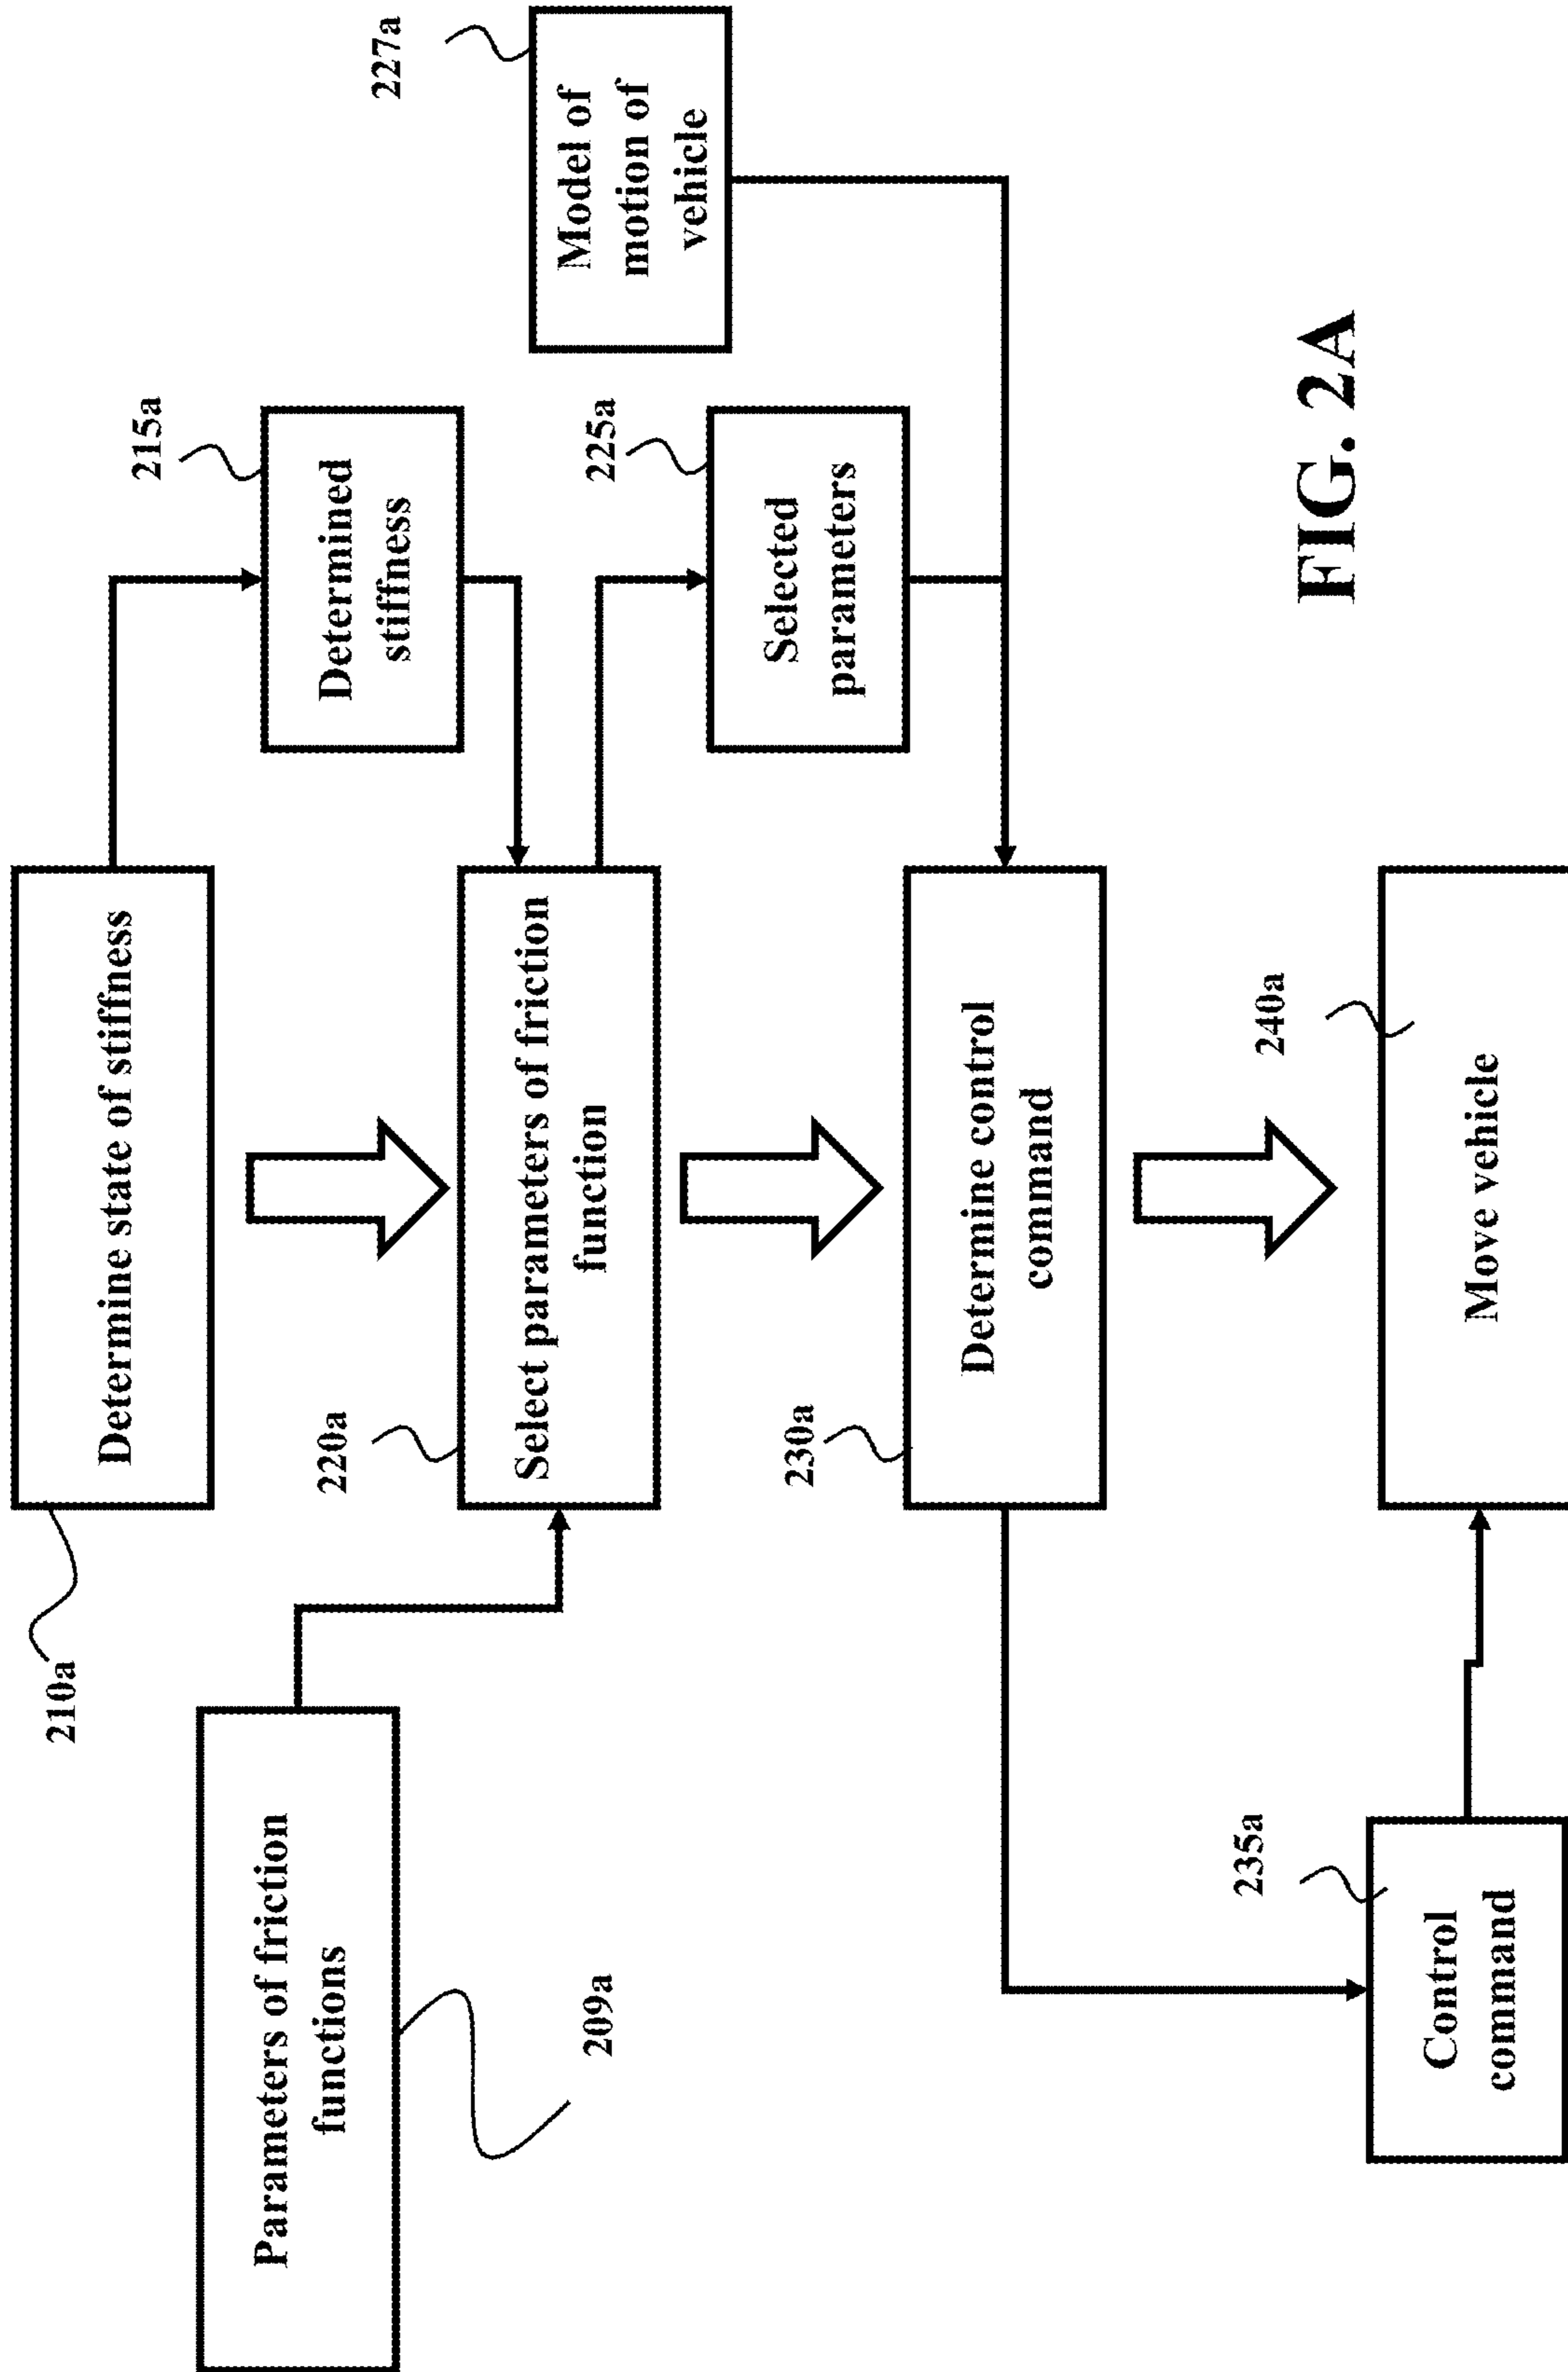 210a
Determine state of stiffness
215a
Determined
stiffness
227a
Model of
motion of
vehicle
Parameters of friction
functions
209a
220a
Select parameters of friction
function
225a
Selected
parameters
230a
Determine control
command
235a
Control
command
240a
Move vehicle
FIG. 2A